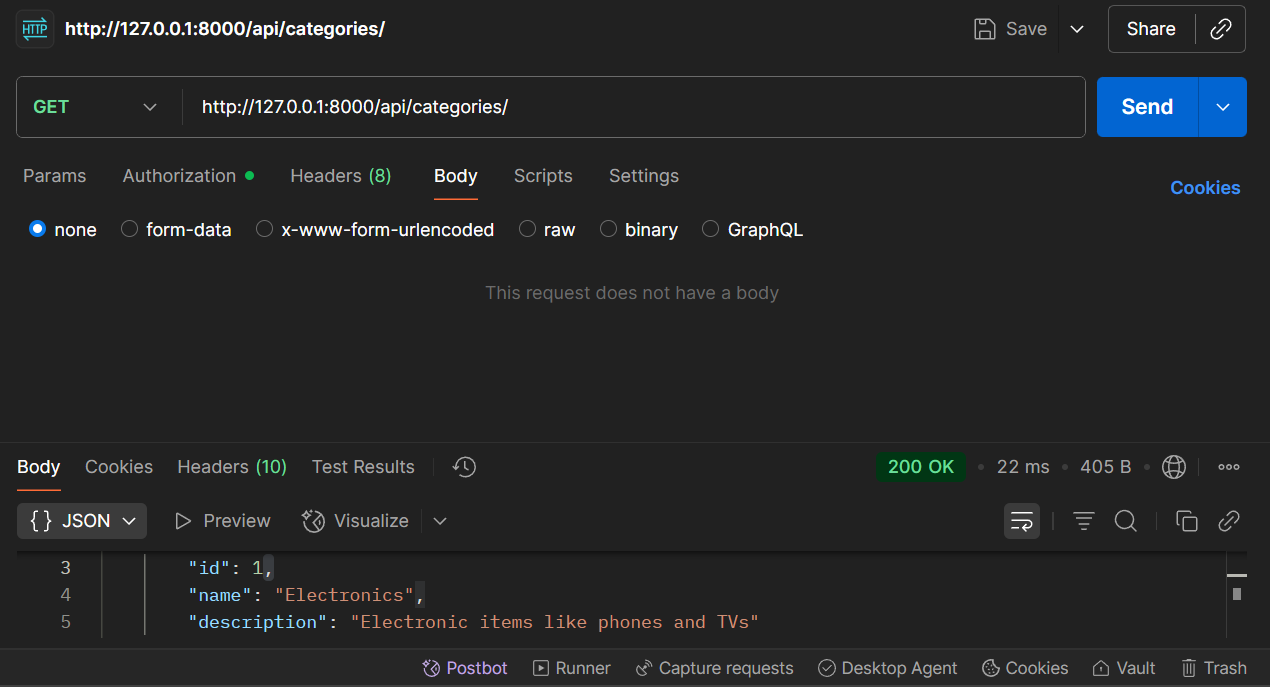 HTTP http://127.0.0.1:8000/api/categories/ Save Share
GET http://127.0.0.1:8000/api/categories/ Send
Params Authorization Headers (8) Body Scripts Settings Cookies
none form-data x-www-form-urlencoded raw binary GraphQL
This request does not have a body
Body Cookies Headers (10) Test Results 200 OK • 22 ms • 405 B •
{} JSON Preview Visualize
3 "id": 1,
4 "name": "Electronics",
5 "description": "Electronic items like phones and TVs"
Postbot Runner Capture requests Desktop Agent Cookies Vault Trash